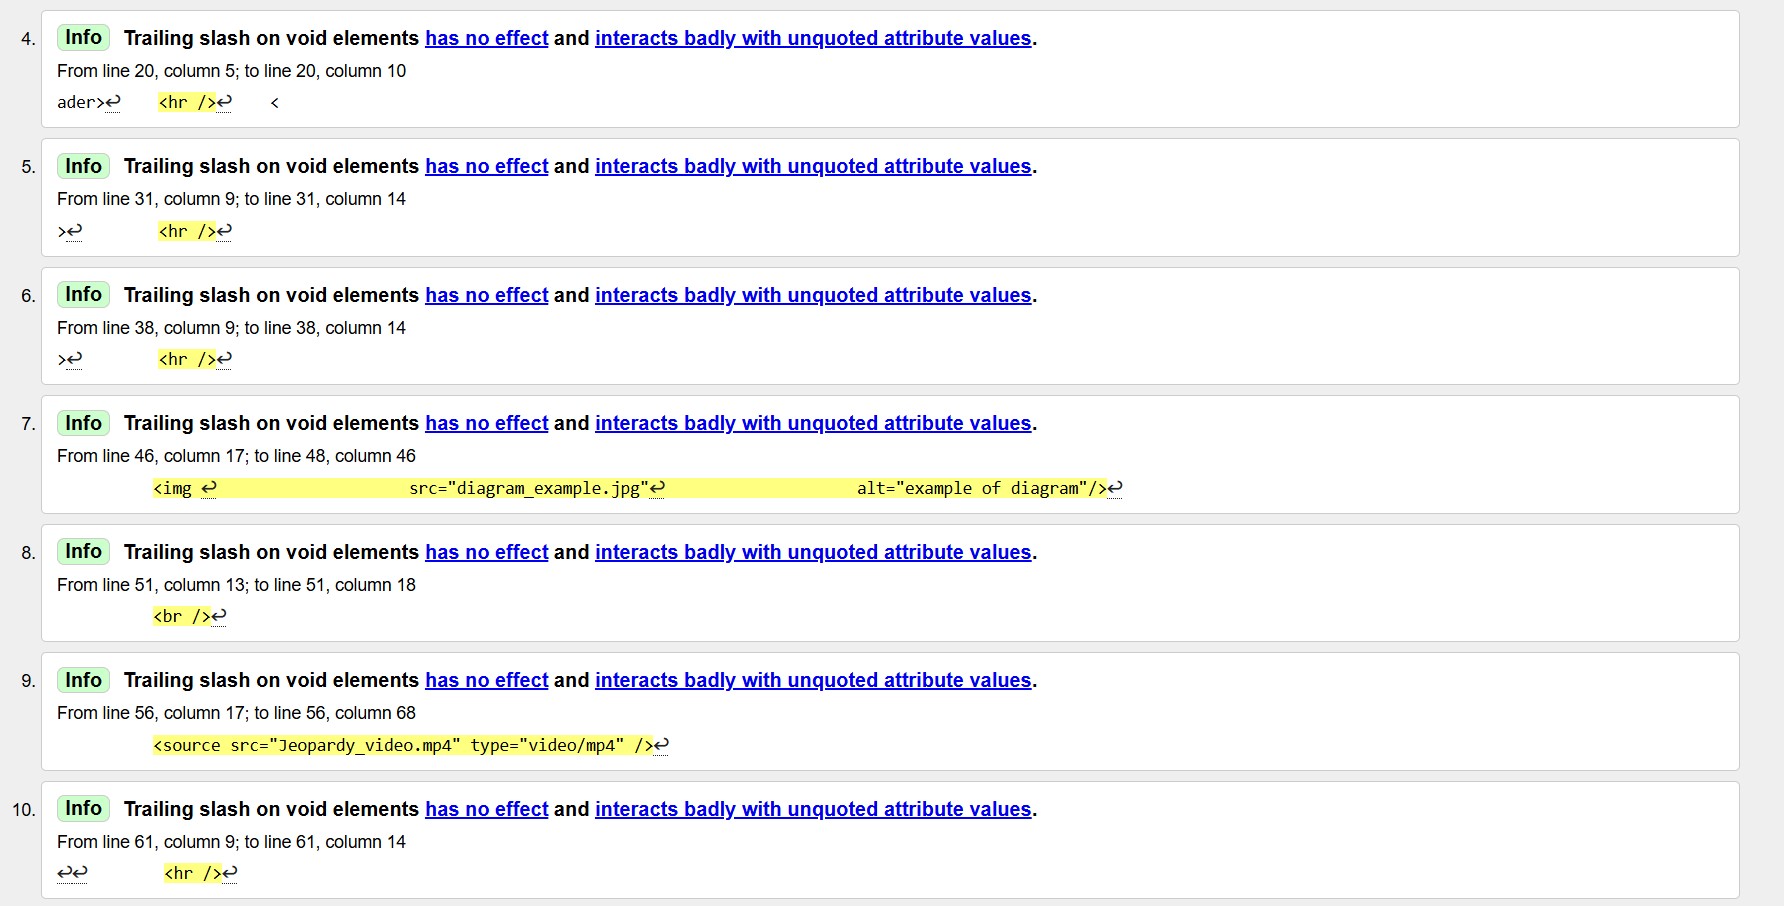 4. Info Trailing slash on void elements has no effect and interacts badly with unquoted attribute values.
From line 20, column 5; to line 20, column 10
ader>↩ <hr />↩ <
5. Info Trailing slash on void elements has no effect and interacts badly with unquoted attribute values.
From line 31, column 9; to line 31, column 14
>↩ <hr />↩
6. Info Trailing slash on void elements has no effect and interacts badly with unquoted attribute values.
From line 38, column 9; to line 38, column 14
>↩ <hr />↩
7. Info Trailing slash on void elements has no effect and interacts badly with unquoted attribute values.
From line 46, column 17; to line 48, column 46
<img ↩ src="diagram_example.jpg"↩ alt="example of diagram"/>↩
8. Info Trailing slash on void elements has no effect and interacts badly with unquoted attribute values.
From line 51, column 13; to line 51, column 18
<br />↩
9. Info Trailing slash on void elements has no effect and interacts badly with unquoted attribute values.
From line 56, column 17; to line 56, column 68
<source src="Jeopardy_video.mp4" type="video/mp4" />↩
10. Info Trailing slash on void elements has no effect and interacts badly with unquoted attribute values.
From line 61, column 9; to line 61, column 14
↩↩ <hr />↩